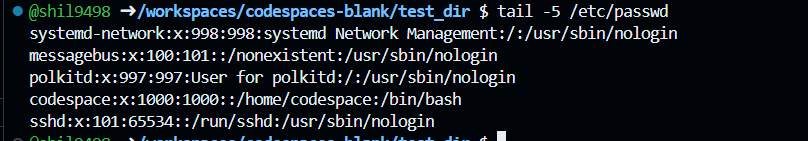 @shil9498 ➜/workspaces/codespaces-blank/test_dir $ tail -5 /etc/passwd
systemd-network:x:998:998:systemd Network Management:/:/usr/sbin/nologin
messagebus:x:100:101::/nonexistent:/usr/sbin/nologin
polkitd:x:997:997:User for polkitd:/:/usr/sbin/nologin
codespace:x:1000:1000::/home/codespace:/bin/bash
sshd:x:101:65534::/run/sshd:/usr/sbin/nologin
@shil9498 ➜/workspaces/codespaces-blank/test_dir $